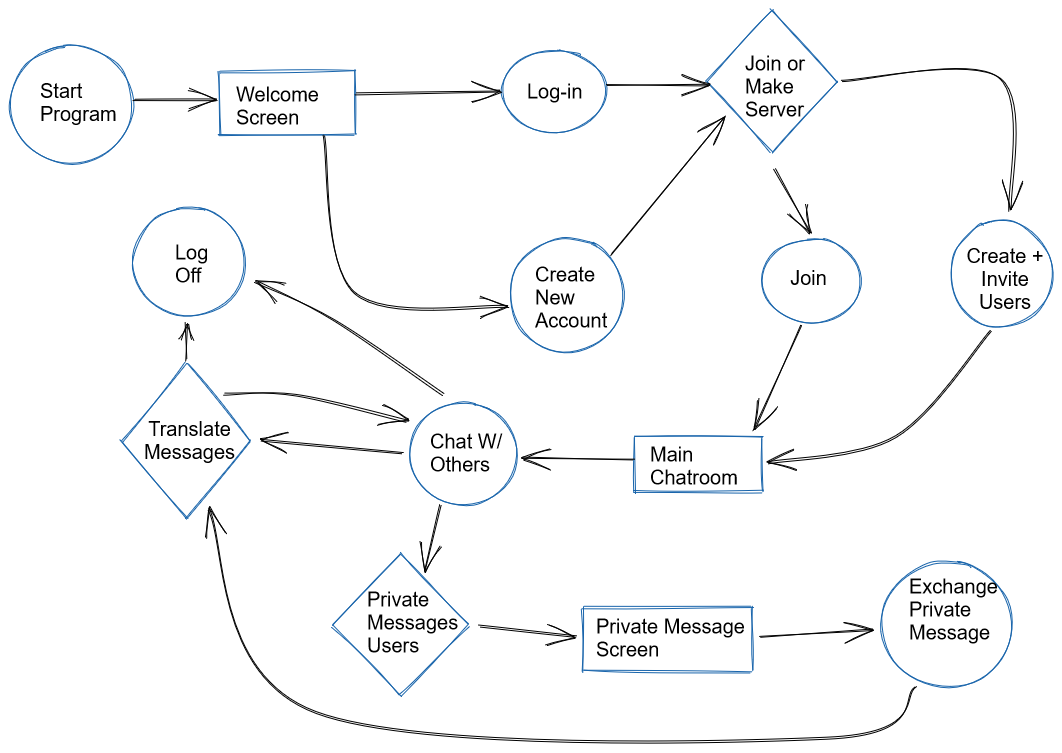 Start
Program
Welcome
Screen
Log-in
Join or
Make
Server
Log
Off
Create
New
Account
Join
Create +
Invite
Users
Translate
Messages
Chat W/
Others
Main
Chatroom
Private
Messages
Users
Private Message
Screen
Exchange
Private
Message